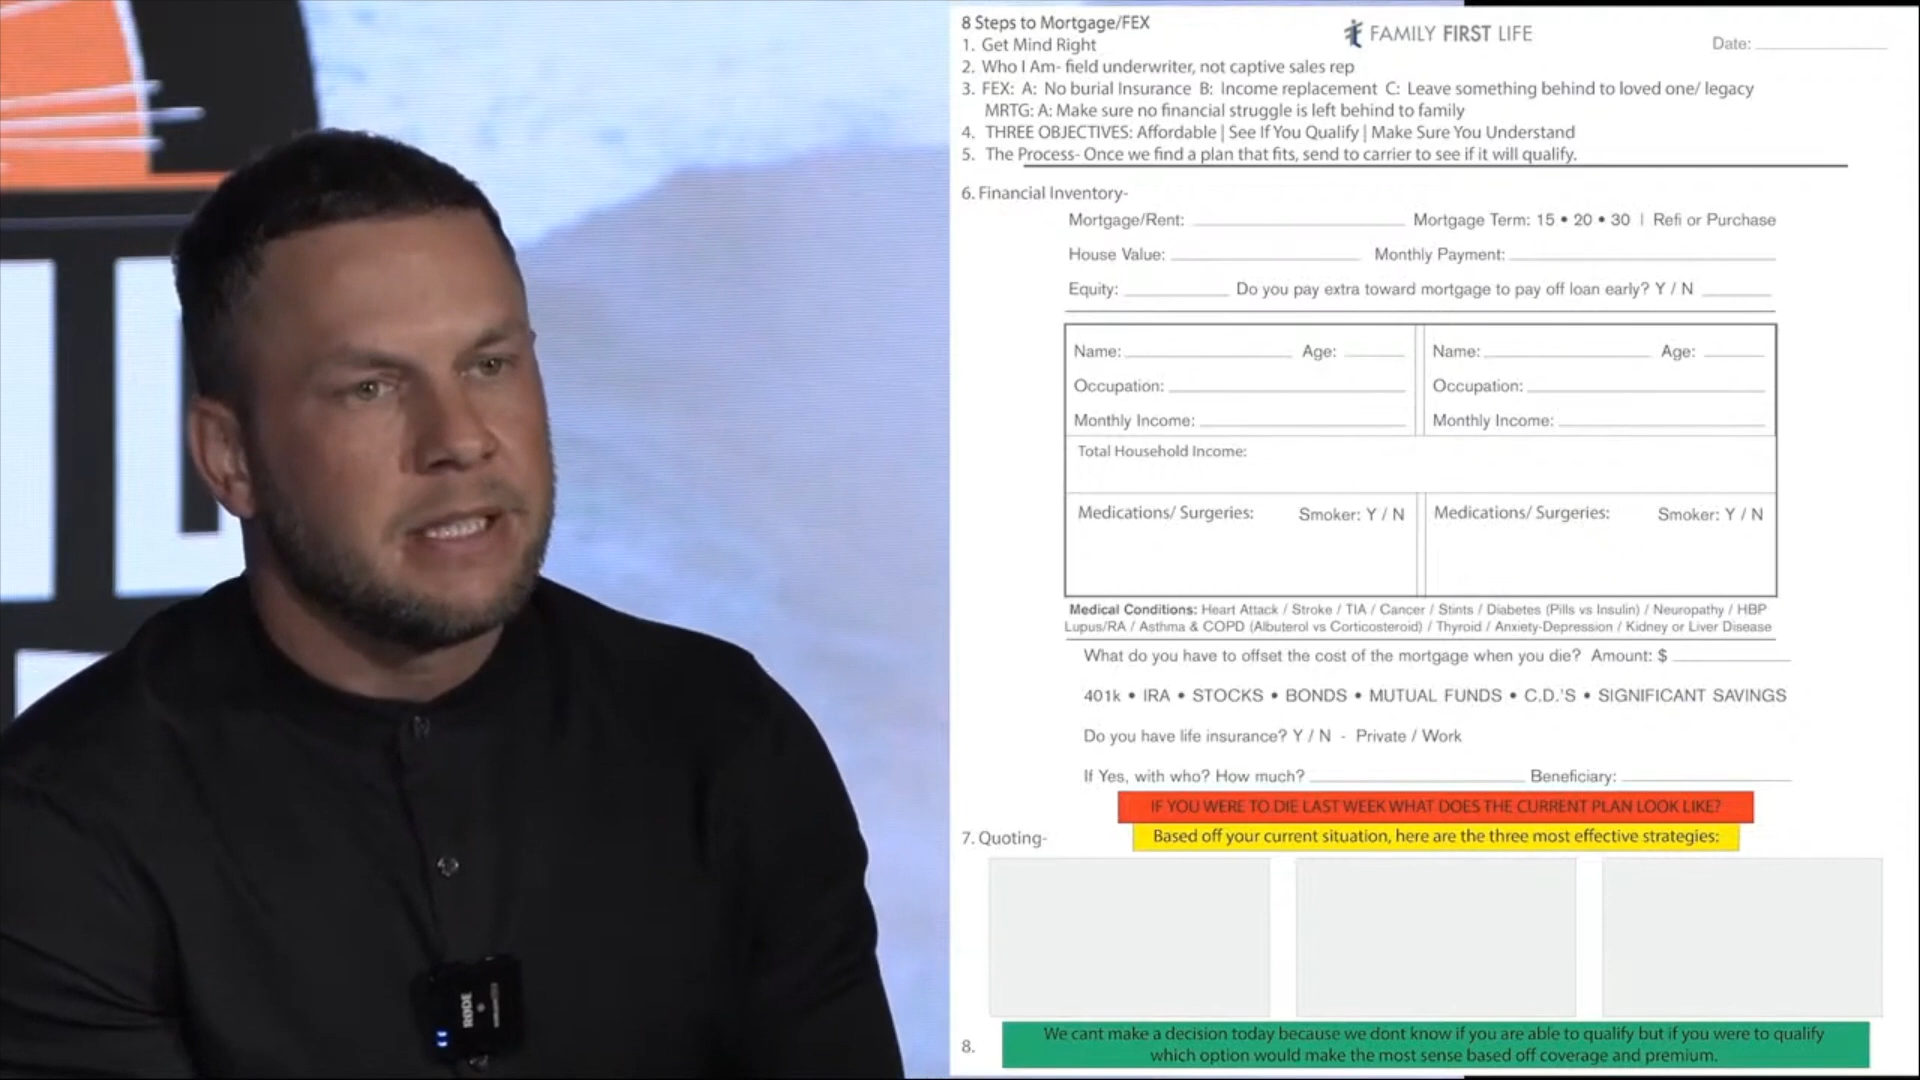 8 Steps to Mortgage/FEX
FAMILY FIRST LIFE
Date:
1. Get Mind Right
2. Who I Am- field underwriter, not captive sales rep
3. FEX: A: No burial Insurance B: Income replacement C: Leave something behind to loved one/ legacy
MRTG: A: Make sure no financial struggle is left behind to family
4. THREE OBJECTIVES: Affordable | See If You Qualify | Make Sure You Understand
5. The Process- Once we find a plan that fits, send to carrier to see if it will qualify.
6. Financial Inventory-
Mortgage/Rent: Mortgage Term: 15 • 20 • 30 | Refi or Purchase
House Value: Monthly Payment:
Equity: Do you pay extra toward mortgage to pay off loan early? Y / N
Name: Age: Name: Age:
Occupation: Occupation:
Monthly Income: Monthly Income:
Total Household Income:
Medications/ Surgeries: Smoker: Y / N Medications/ Surgeries: Smoker: Y / N
Medical Conditions: Heart Attack / Stroke / TIA / Cancer / Stints / Diabetes (Pills vs Insulin) / Neuropathy / HBP
Lupus/RA / Asthma & COPD (Albuterol vs Corticosteroid) / Thyroid / Anxiety-Depression / Kidney or Liver Disease
What do you have to offset the cost of the mortgage when you die? Amount: $
401k • IRA • STOCKS • BONDS • MUTUAL FUNDS • C.D.'S • SIGNIFICANT SAVINGS
Do you have life insurance? Y / N - Private / Work
If Yes, with who? How much? Beneficiary:
IF YOU WERE TO DIE LAST WEEK WHAT DOES THE CURRENT PLAN LOOK LIKE?
7. Quoting-
Based off your current situation, here are the three most effective strategies:
8.
We cant make a decision today because we dont know if you are able to qualify but if you were to qualify
which option would make the most sense based off coverage and premium.
RODE